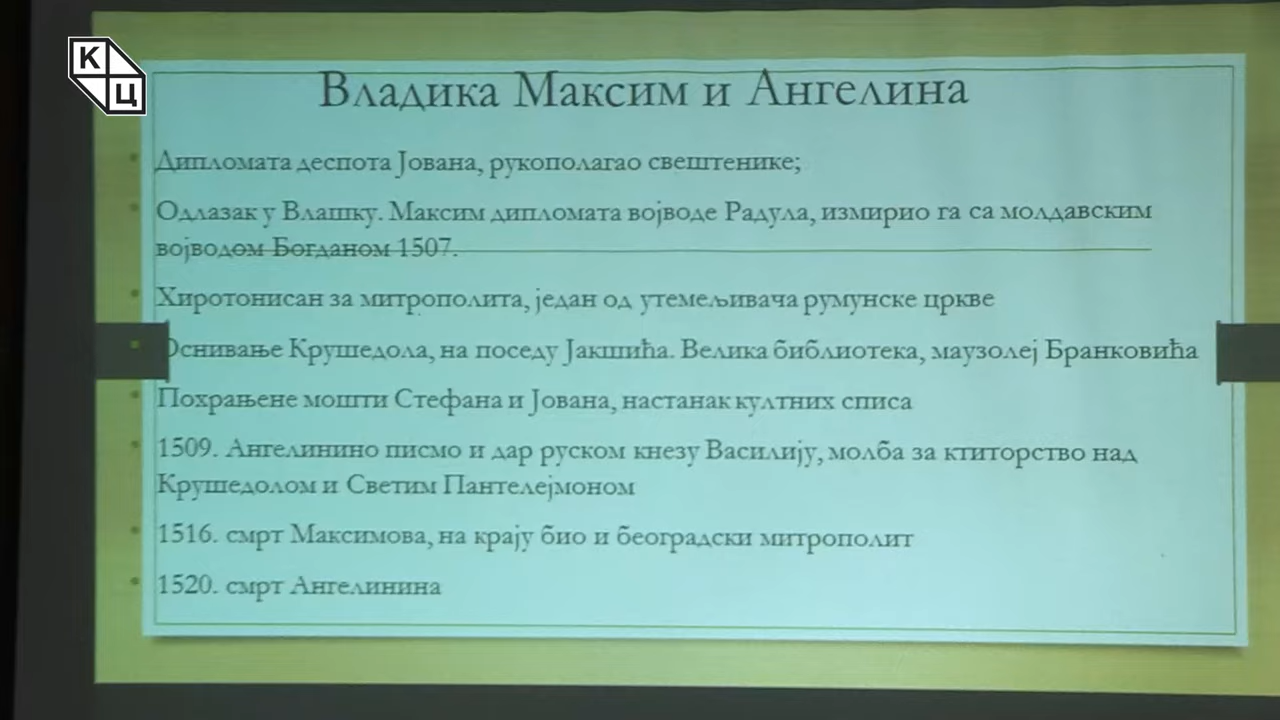 К
Ц
Владика Максим и Ангелина
Дипломата деспота Јована, рукополагао свештенике;
Одлазак у Влашку. Максим дипломата војводе Радула, измирио га са молдавским
војводом Богданом 1507.
Хиротонисан за митрополита, један од утемељивача румунске цркве
Оснивање Крушедола, на поседу Јакшића. Велика библиотека, маузолеј Бранковића
Похрањене мошти Стефана и Јована, настанак култних списа
1509. Ангелинино писмо и дар руском кнезу Василију, молба за ктиторство над
Крушедолом и Светим Пантелејмоном
1516. смрт Максимова, на крају био и београдски митрополит
1520. смрт Ангелинина